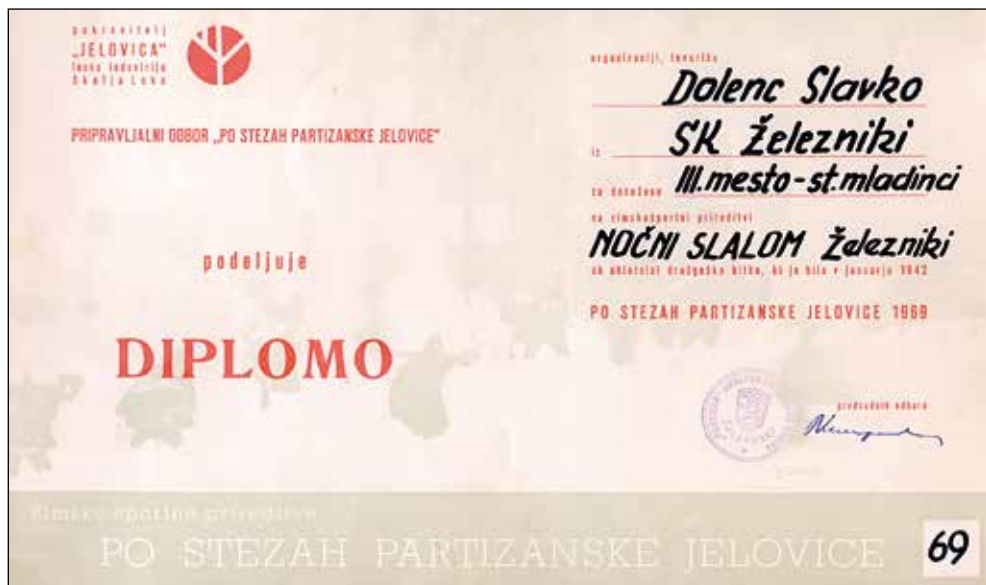 pokrovitelj
„JELOVICA“
lesna industrija
Škofja Loka
PRIPRAVLJALNI ODBOR „PO STEZAH PARTIZANSKE JELOVICE“
podeljuje
DIPLOMO
organizaciji, tovarišu
Dolenc Slavko
iz SK Železniki
za doseženo III. mesto - st. mladinci
na zimskošportni prireditvi
NOČNI SLALOM Železniki
ob obletnici dražgoške bitke, ki je bila v januarju 1942
PO STEZAH PARTIZANSKE JELOVICE 1969
predsednik odbora
zimsko športne prireditve
PO STEZAH PARTIZANSKE JELOVICE 69